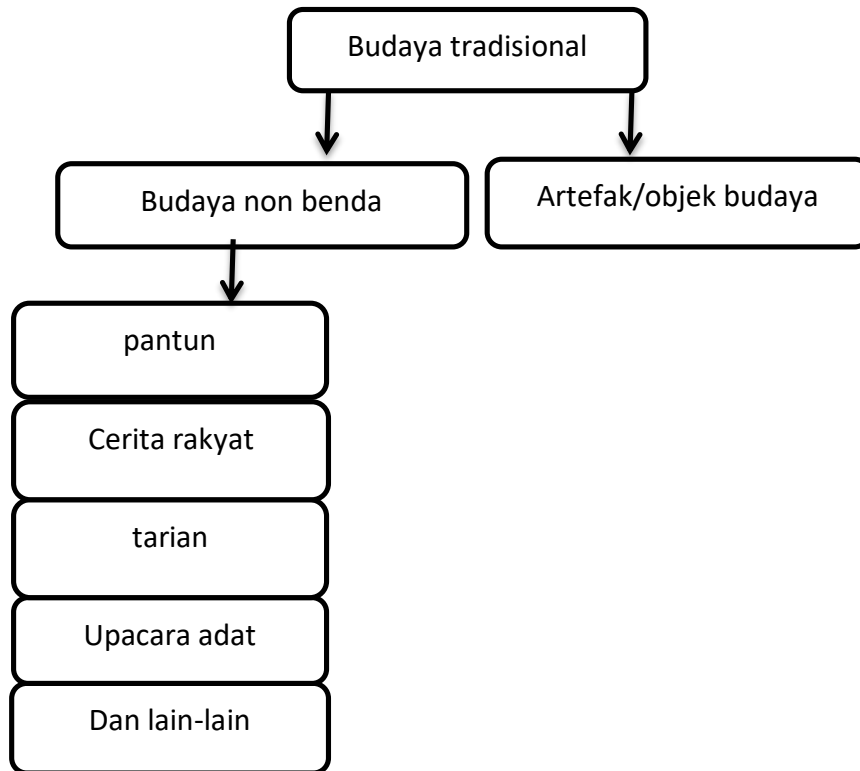 Budaya tradisional
Budaya non benda
Artefak/objek budaya
pantun
Cerita rakyat
tarian
Upacara adat
Dan lain-lain